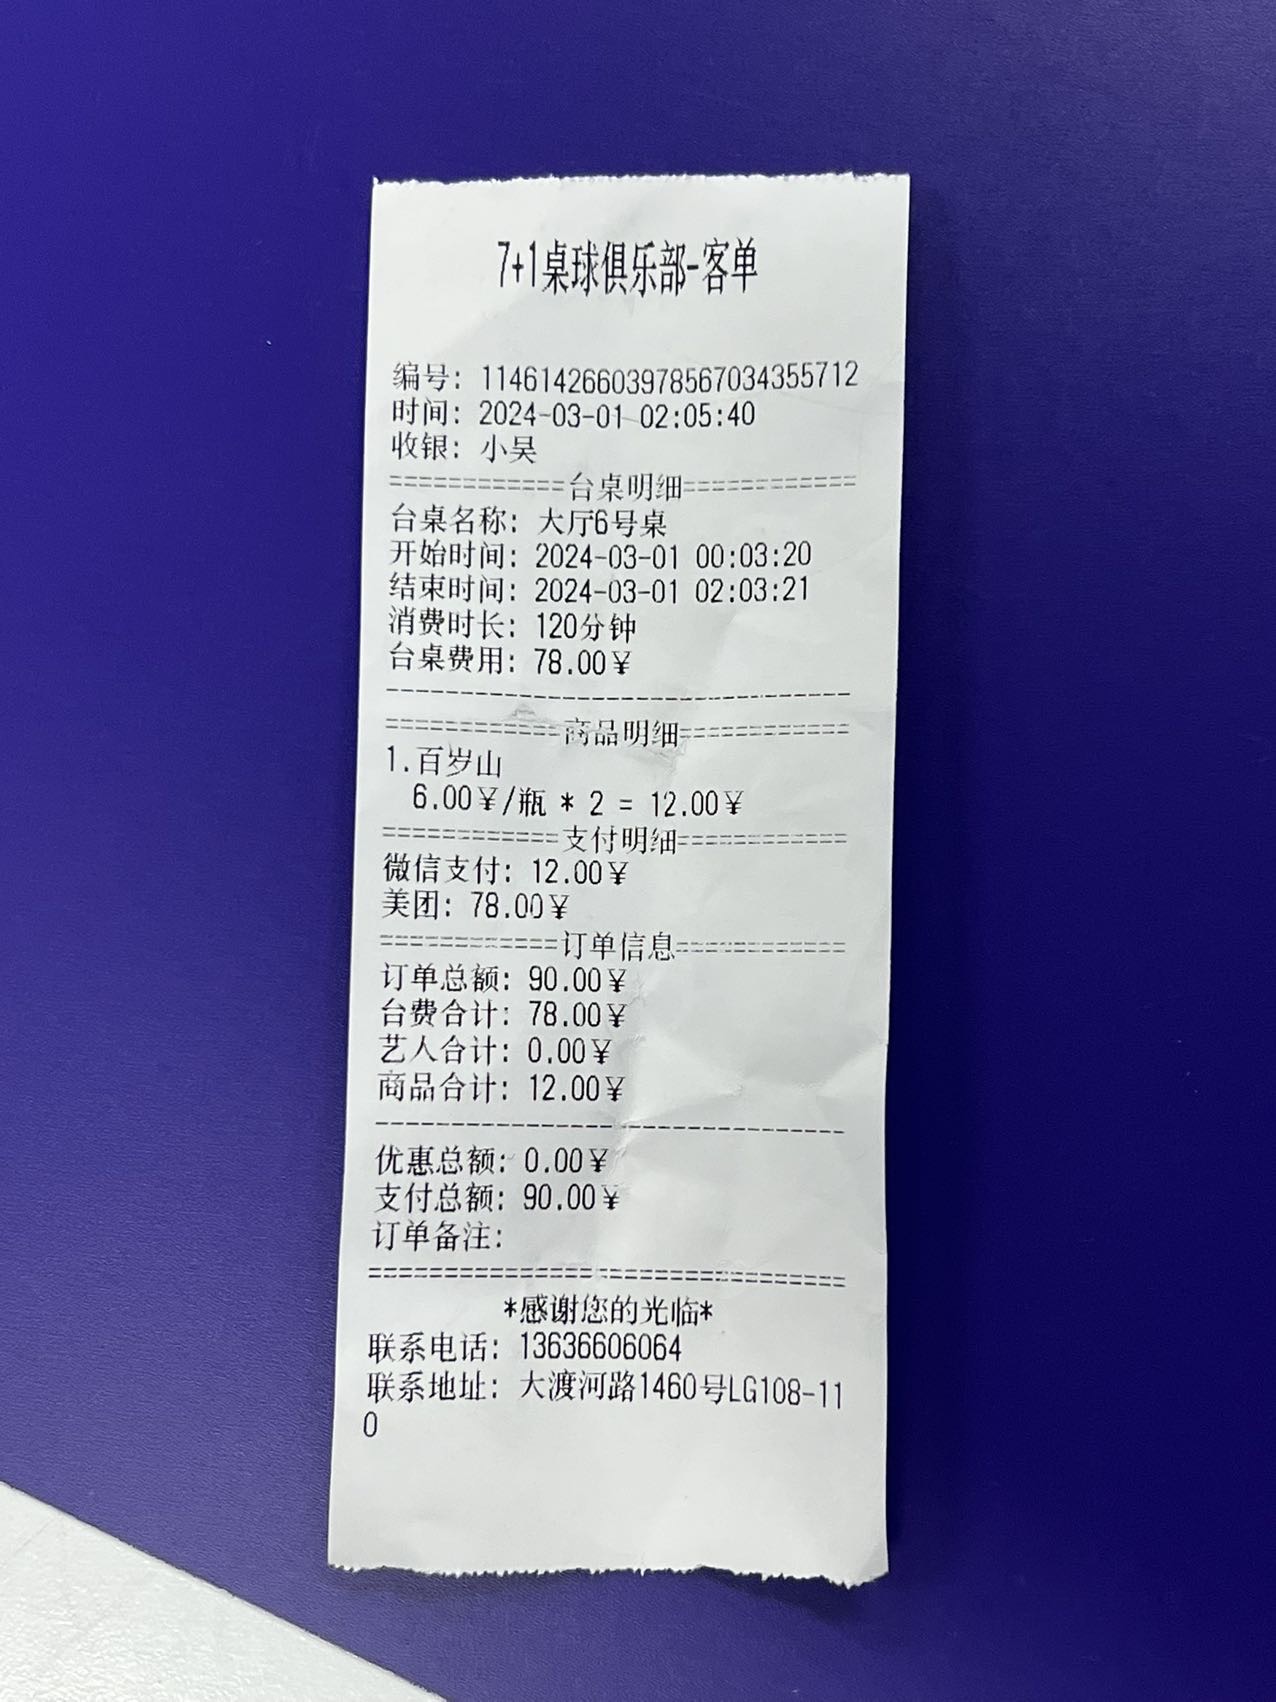 7+1桌球俱乐部-客单
编号: 11461426603978567034355712
时间: 2024-03-01 02:05:40
收银: 小吴
============台桌明细============
台桌名称: 大厅6号桌
开始时间: 2024-03-01 00:03:20
结束时间: 2024-03-01 02:03:21
消费时长: 120分钟
台桌费用: 78.00¥
--------------------------------
============商品明细============
1.百岁山
6.00¥/瓶 * 2 = 12.00¥
============支付明细============
微信支付: 12.00¥
美团: 78.00¥
============订单信息============
订单总额: 90.00¥
台费合计: 78.00¥
艺人合计: 0.00¥
商品合计: 12.00¥
--------------------------------
优惠总额: 0.00¥
支付总额: 90.00¥
订单备注:
================================
*感谢您的光临*
联系电话: 13636606064
联系地址: 大渡河路1460号LG108-11
0